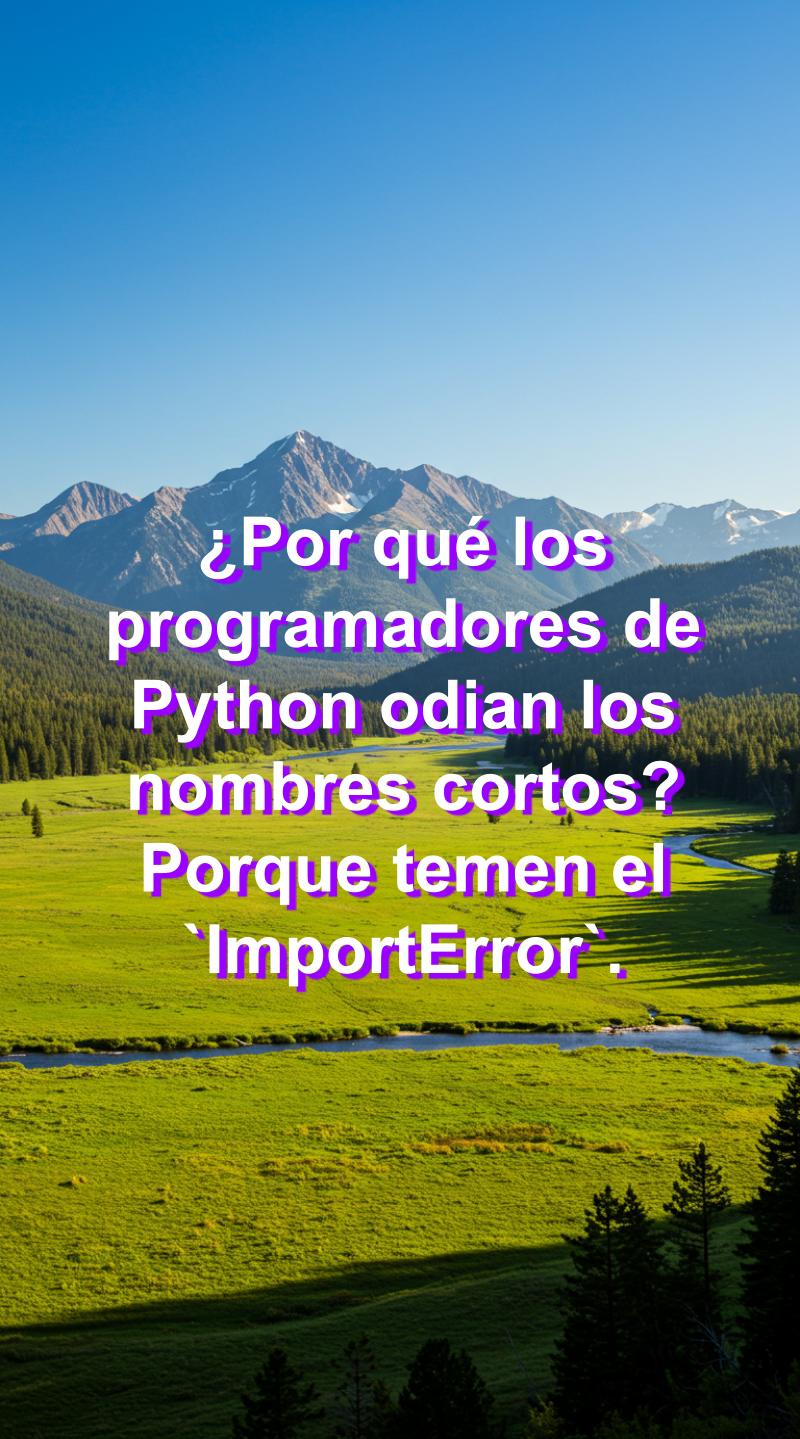 ¿Por qué los
programadores de
Python odian los
nombres cortos?
Porque temen el
`ImportError`.